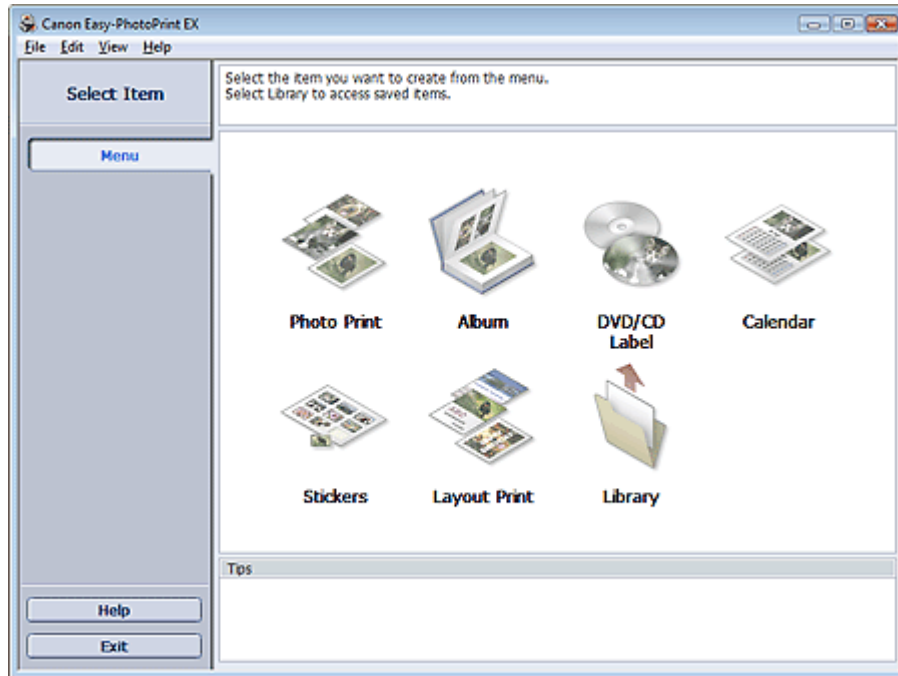 Canon Easy-PhotoPrint EX
File Edit View Help
Select Item
Select the item you want to create from the menu.
Select Library to access saved items.
Menu
Photo Print
Album
DVD/CD
Label
Calendar
Stickers
Layout Print
Library
Tips
Help
Exit